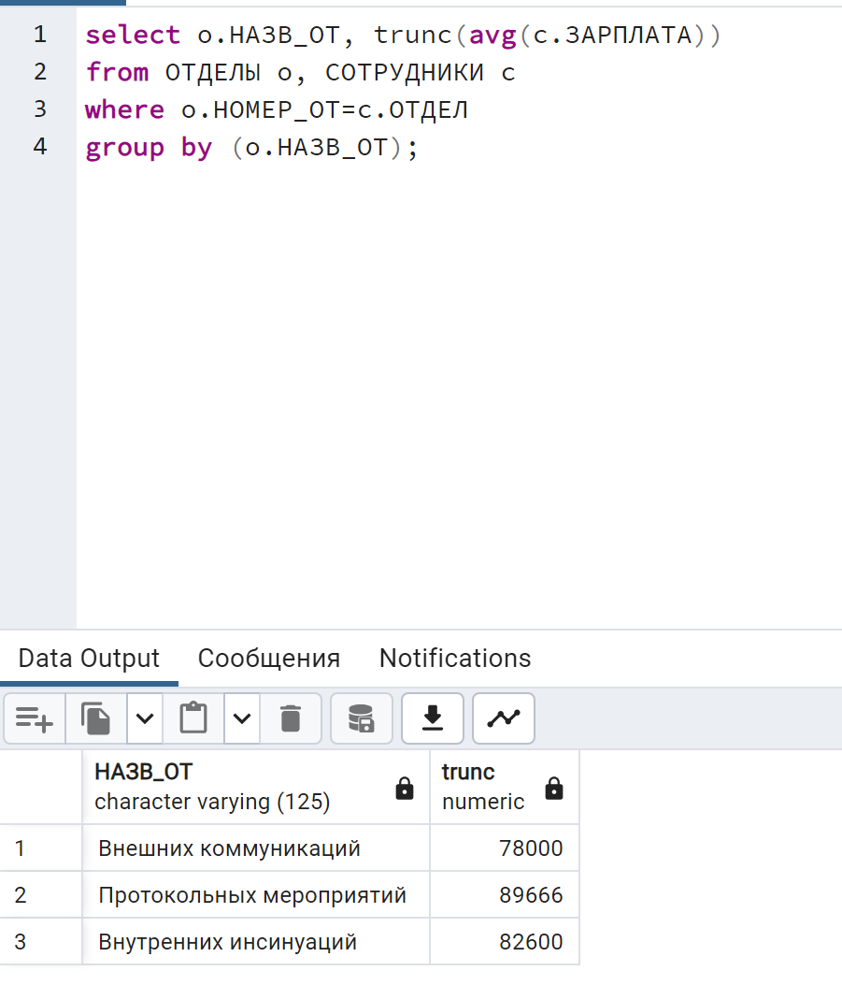 1 select о.НАЗВ_ОТ, trunc(avg(с.ЗАРПЛАТА))
2 from ОТДЕЛЫ о, СОТРУДНИКИ с
3 where о.НОМЕР_ОТ=с.ОТДЕЛ
4 group by (о.НАЗВ_ОТ);
Data Output Сообщения Notifications
НАЗВ_ОТ trunc
character varying (125) numeric
1 Внешних коммуникаций 78000
2 Протокольных мероприятий 89666
3 Внутренних инсинуаций 82600